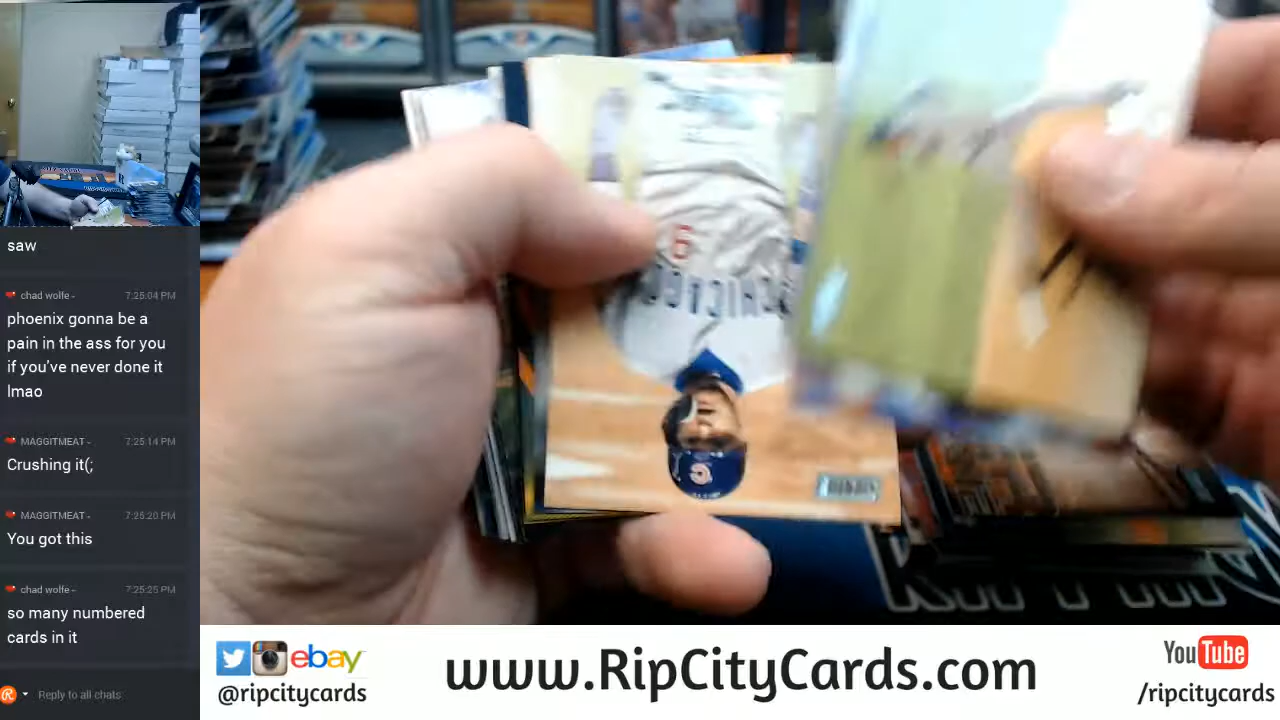 saw
chad wolfe - 7:25:04 PM
phoenix gonna be a
pain in the ass for you
if you've never done it
lmao
MAGGITMEAT - 7:25:14 PM
Crushing it(;
MAGGITMEAT - 7:25:20 PM
You got this
chad wolfe - 7:25:25 PM
so many numbered
cards in it
Reply to all chats
CHICAGO
6
C
ebay
@ripcitycards
www.RipCityCards.com
YouTube
/ripcitycards